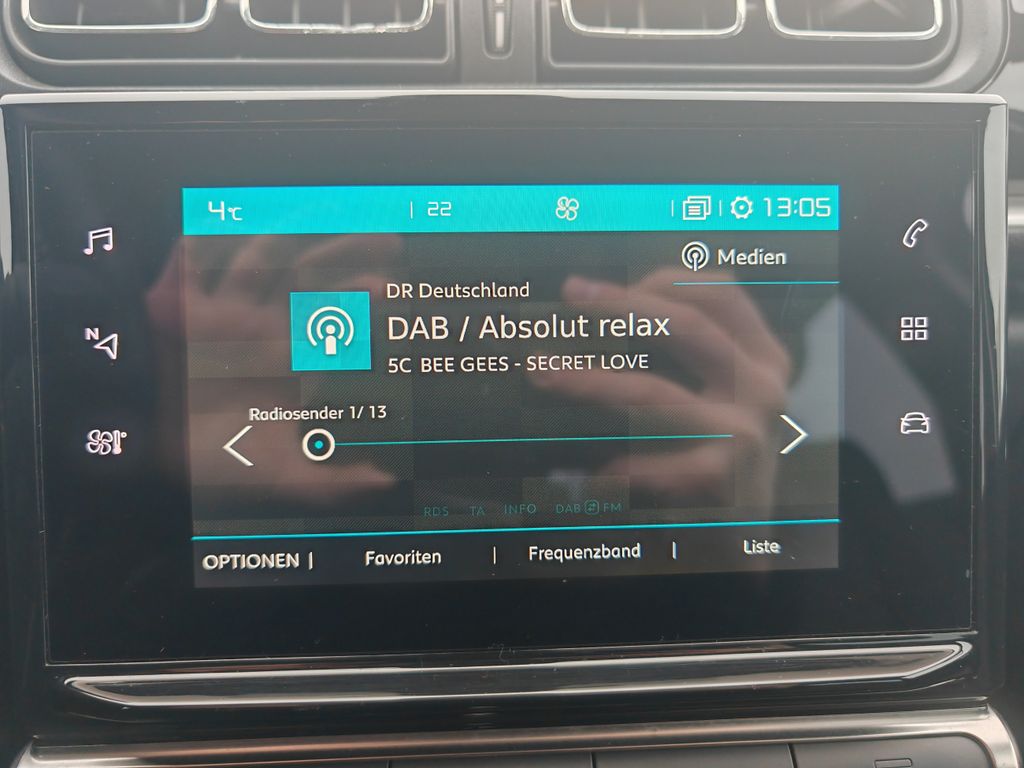 4°C | 22 | | 13:05
Medien
DR Deutschland
DAB / Absolut relax
5C BEE GEES - SECRET LOVE
Radiosender 1/ 13
RDS TA INFO DAB FM
OPTIONEN | Favoriten | Frequenzband | Liste
N